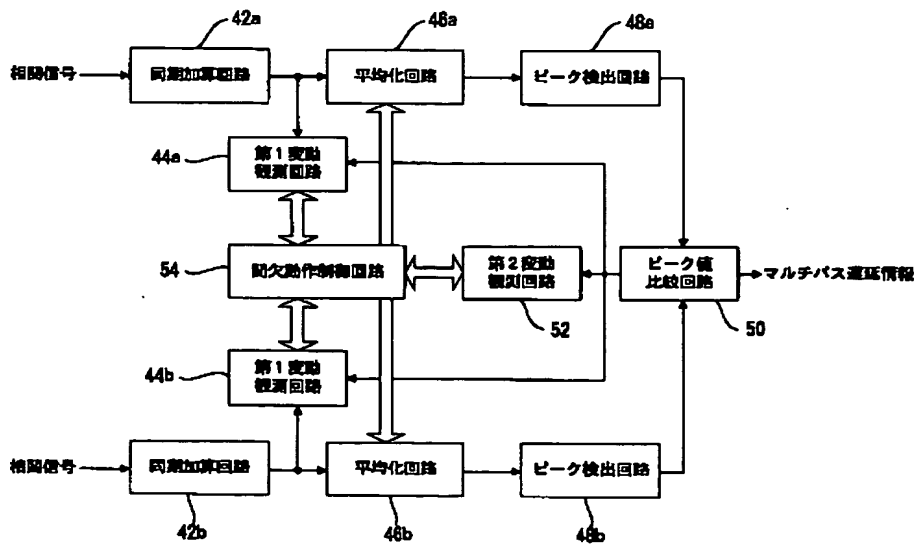 42a
46a
48a
相関信号
同期加算回路
平均化回路
ピーク検出回路
44a
第1変動
観測回路
54
間欠動作制御回路
第2変動
観測回路
52
ピーク値
比較回路
50
マルチパス遅延情報
44b
第1変動
観測回路
相関信号
同期加算回路
平均化回路
ピーク検出回路
42b
46b
48b